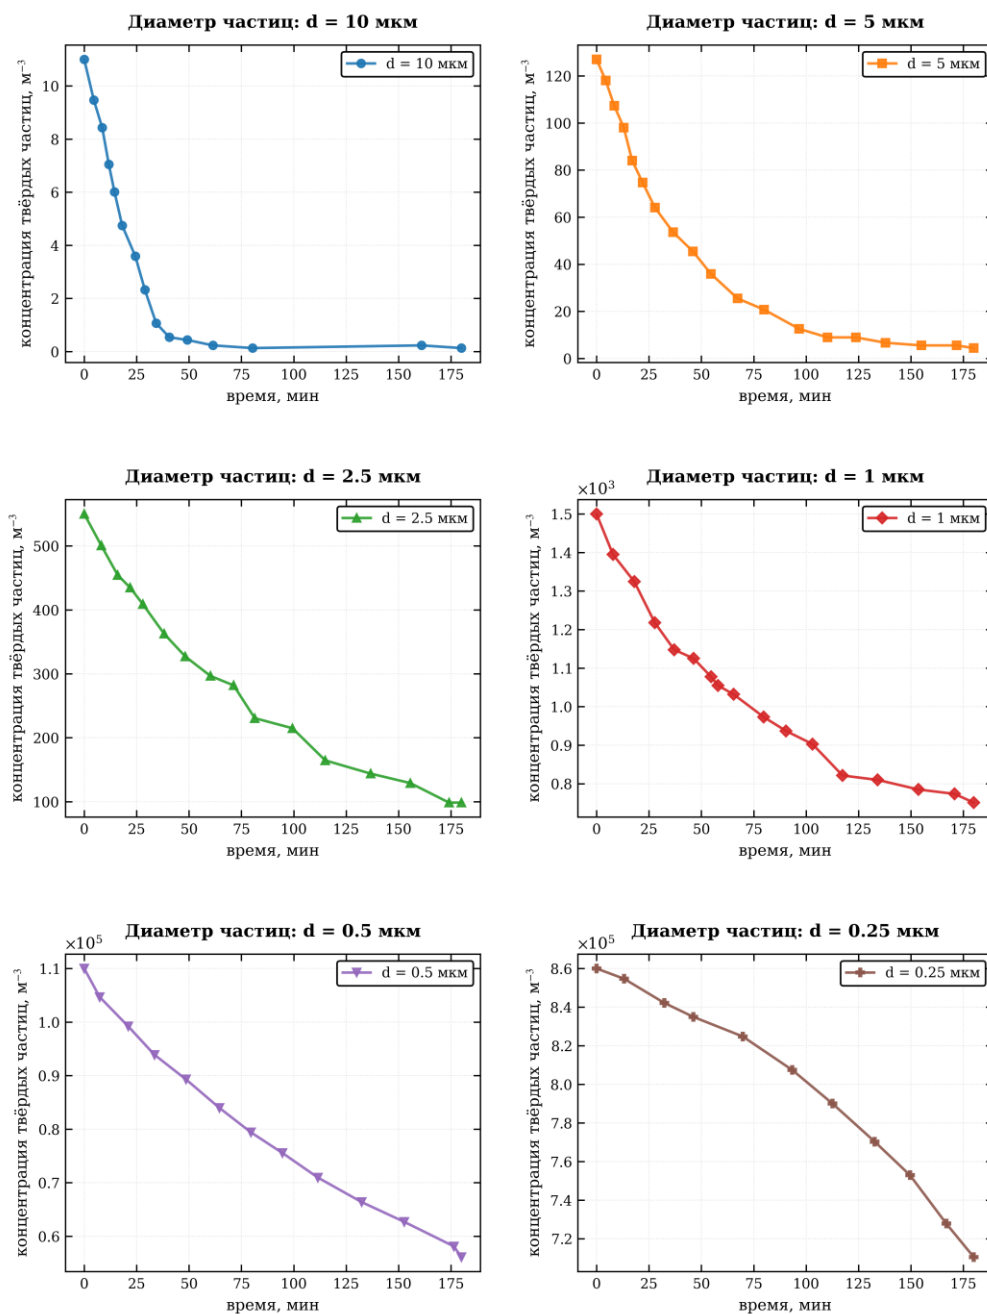 Диаметр частиц: d = 10 мкм
концентрация твёрдых частиц, м⁻³
10
8
6
4
2
0
d = 10 мкм
0 25 50 75 100 125 150 175
время, мин
Диаметр частиц: d = 5 мкм
концентрация твёрдых частиц, м⁻³
120
100
80
60
40
20
0
d = 5 мкм
0 25 50 75 100 125 150 175
время, мин
Диаметр частиц: d = 2.5 мкм
концентрация твёрдых частиц, м⁻³
500
400
300
200
100
d = 2.5 мкм
0 25 50 75 100 125 150 175
время, мин
Диаметр частиц: d = 1 мкм
×10³
концентрация твёрдых частиц, м⁻³
1.5
1.4
1.3
1.2
1.1
1.0
0.9
0.8
d = 1 мкм
0 25 50 75 100 125 150 175
время, мин
Диаметр частиц: d = 0.5 мкм
×10⁵
концентрация твёрдых частиц, м⁻³
1.1
1.0
0.9
0.8
0.7
0.6
d = 0.5 мкм
0 25 50 75 100 125 150 175
время, мин
Диаметр частиц: d = 0.25 мкм
×10⁵
концентрация твёрдых частиц, м⁻³
8.6
8.4
8.2
8.0
7.8
7.6
7.4
7.2
d = 0.25 мкм
0 25 50 75 100 125 150 175
время, мин